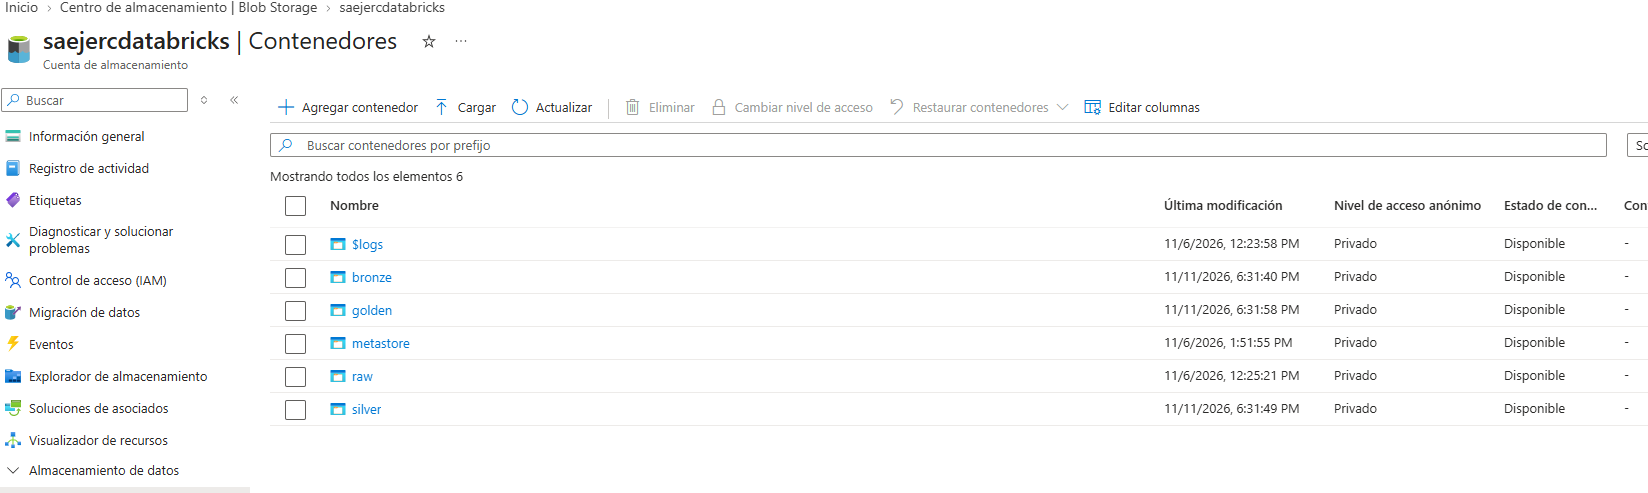 Inicio > Centro de almacenamiento | Blob Storage > saejercdatabricks
saejercdatabricks | Contenedores
Cuenta de almacenamiento
Buscar
Información general
Registro de actividad
Etiquetas
Diagnosticar y solucionar
problemas
Control de acceso (IAM)
Migración de datos
Eventos
Explorador de almacenamiento
Soluciones de asociados
Visualizador de recursos
Almacenamiento de datos
Agregar contenedor Cargar Actualizar Eliminar Cambiar nivel de acceso Restaurar contenedores Editar columnas
Buscar contenedores por prefijo
Mostrando todos los elementos 6
Nombre Última modificación Nivel de acceso anónimo Estado de con...
$logs 11/6/2026, 12:23:58 PM Privado Disponible -
bronze 11/11/2026, 6:31:40 PM Privado Disponible -
golden 11/11/2026, 6:31:58 PM Privado Disponible -
metastore 11/6/2026, 1:51:55 PM Privado Disponible -
raw 11/6/2026, 12:25:21 PM Privado Disponible -
silver 11/11/2026, 6:31:49 PM Privado Disponible -